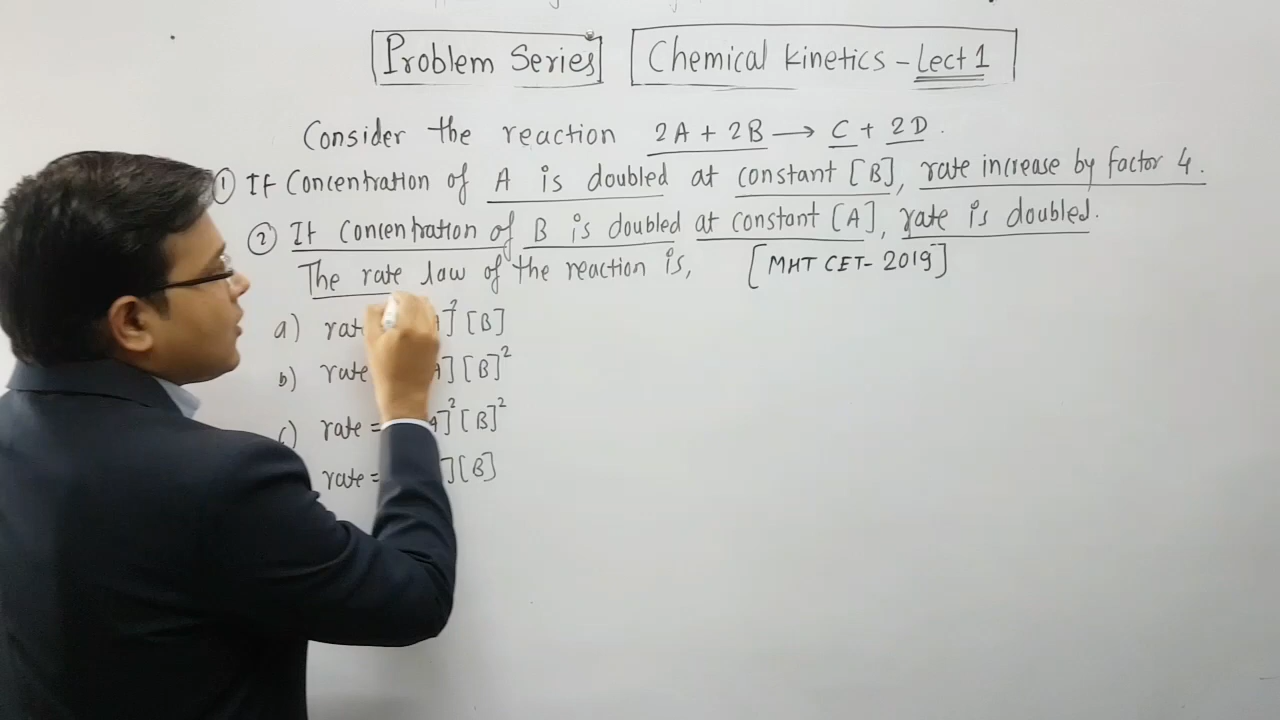 Problem Series
Chemical Kinetics - Lect 1
Consider the reaction 2A + 2B → C + 2D.
① If Concentration of A is doubled at constant [B], rate increase by factor 4.
② If Concentration of B is doubled at constant [A], rate is doubled.
The rate law of the reaction is, [MHT CET- 2019]
a) ]² [B]
b) rate ] [B]²
c) rate = ]² [B]²
rate = ] [B]